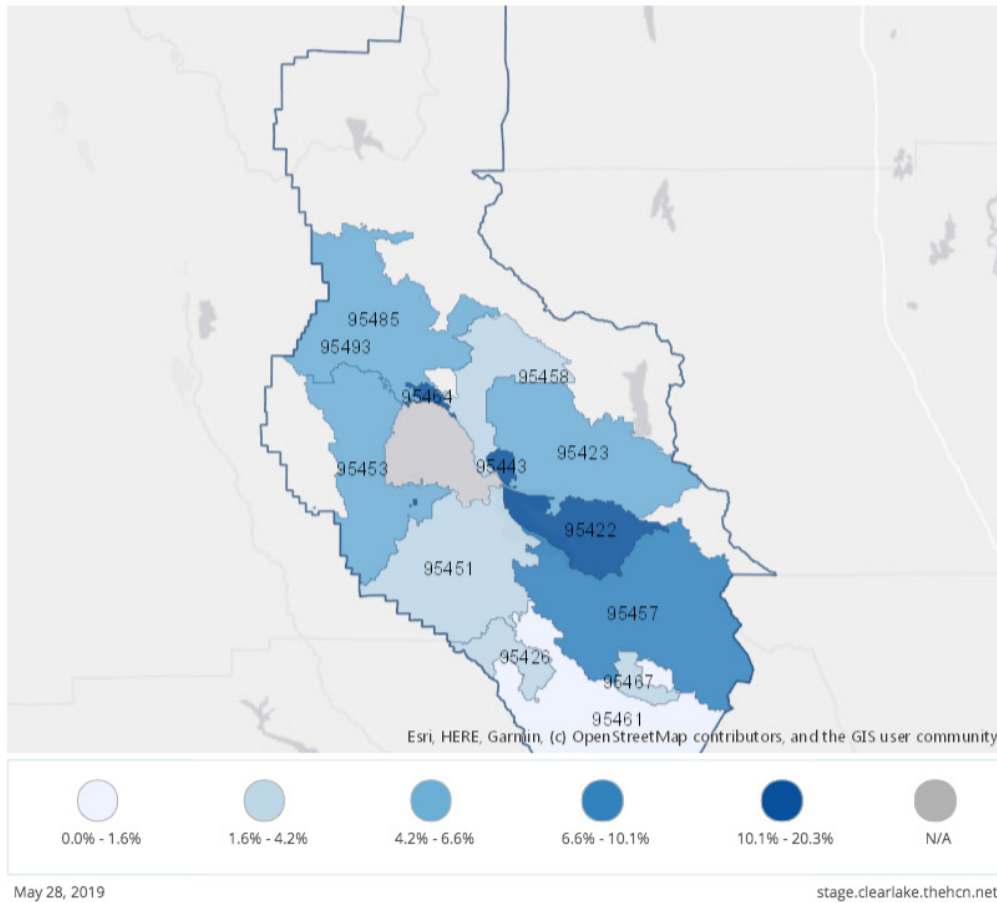 95485
95493
95458
95464
95423
95443
95453
95422
95451
95457
95426
95467
95461
Esri, HERE, Garmin, (c) OpenStreetMap contributors, and the GIS user community
0.0% - 1.6%
1.6% - 4.2%
4.2% - 6.6%
6.6% - 10.1%
10.1% - 20.3%
N/A
May 28, 2019
stage.clearlake.thehcn.net